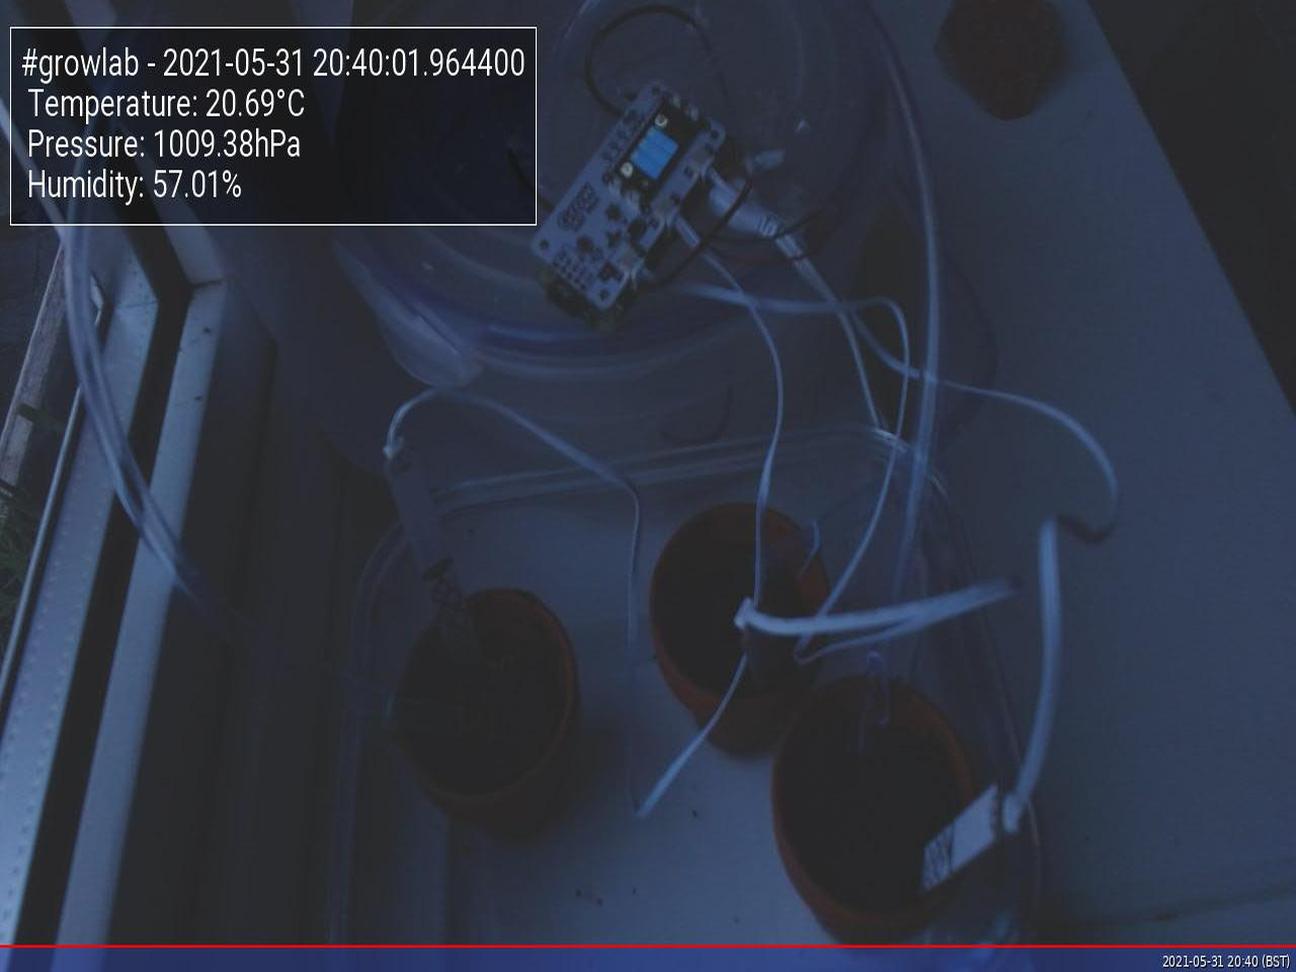 #growlab - 2021-05-31 20:40:01.964400
Temperature: 20.69°C
Pressure: 1009.38hPa
Humidity: 57.01%
2021-05-31 20:40 (BST)